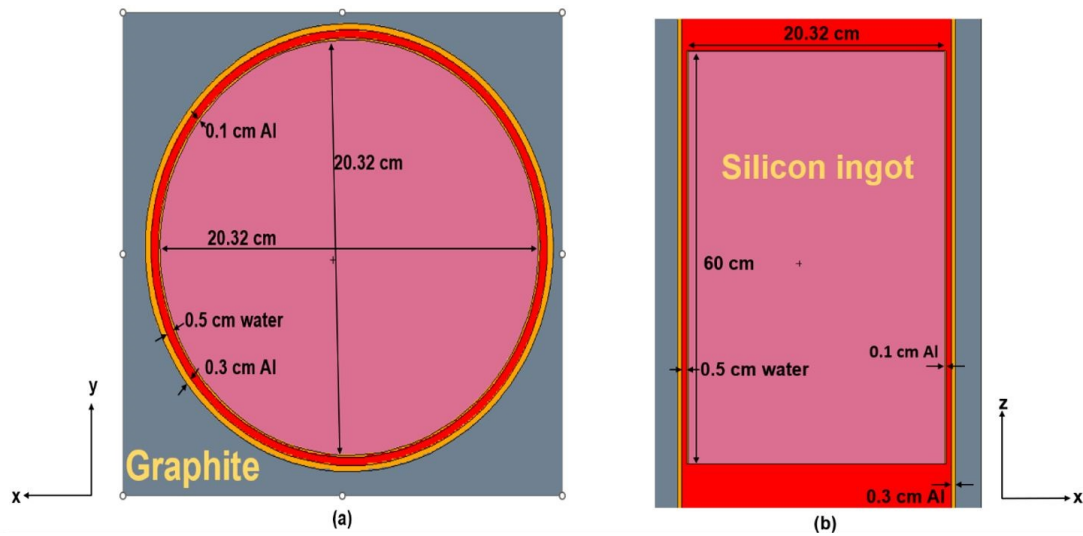 0.1 cm Al
20.32 cm
20.32 cm
0.5 cm water
0.3 cm Al
y
x
Graphite
(a)
20.32 cm
Silicon ingot
60 cm
0.1 cm Al
0.5 cm water
0.3 cm Al
z
x
(b)